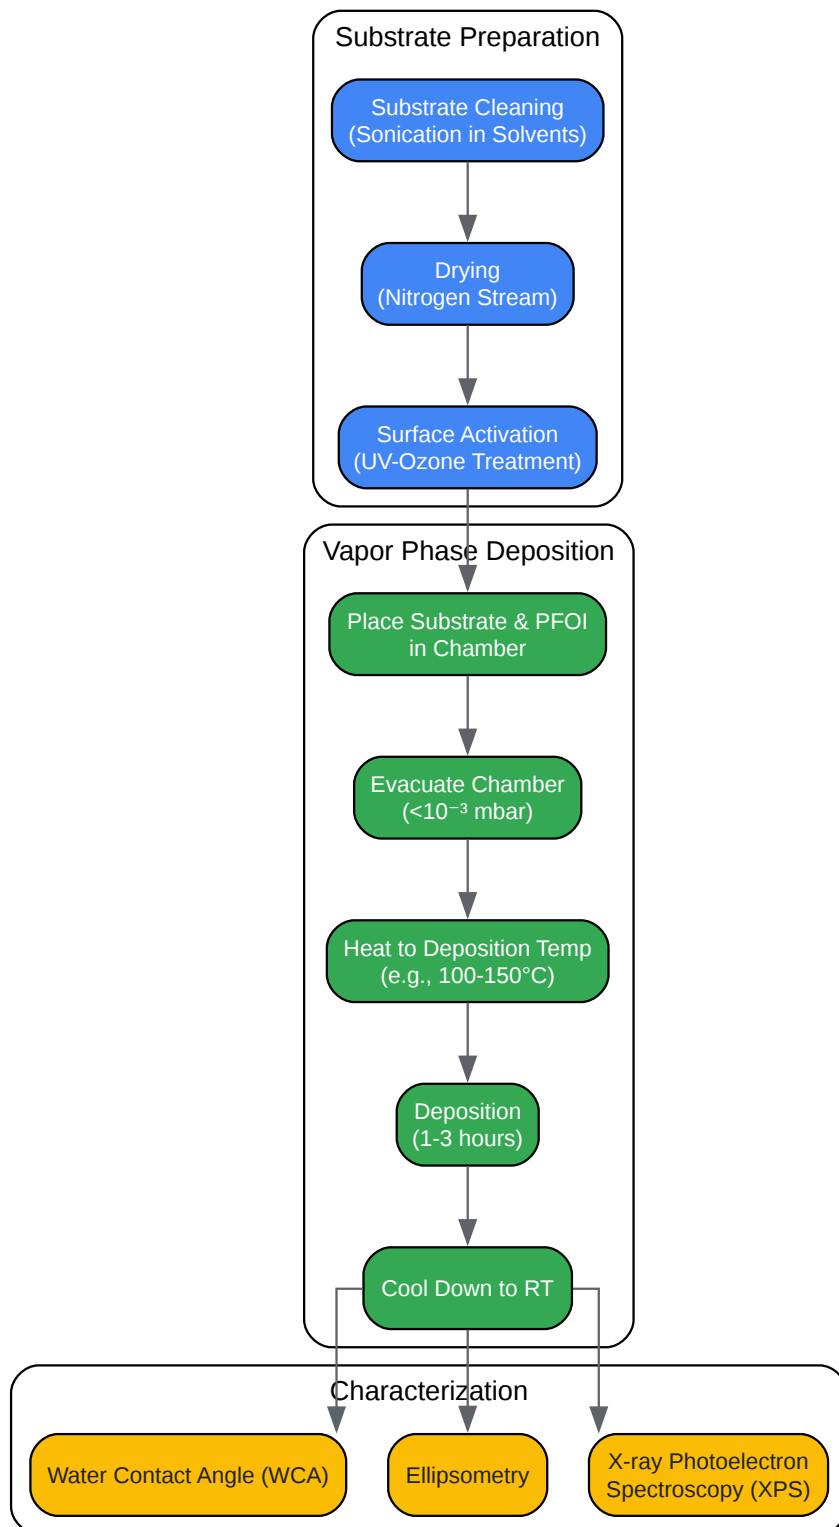 Substrate Preparation
Substrate Cleaning
(Sonication in Solvents)
Drying
(Nitrogen Stream)
Surface Activation
(UV-Ozone Treatment)
Vapor Phase Deposition
Place Substrate & PFOI
in Chamber
Evacuate Chamber
(<10⁻³ mbar)
Heat to Deposition Temp
(e.g., 100-150°C)
Deposition
(1-3 hours)
Cool Down to RT
Characterization
Water Contact Angle (WCA)
Ellipsometry
X-ray Photoelectron
Spectroscopy (XPS)